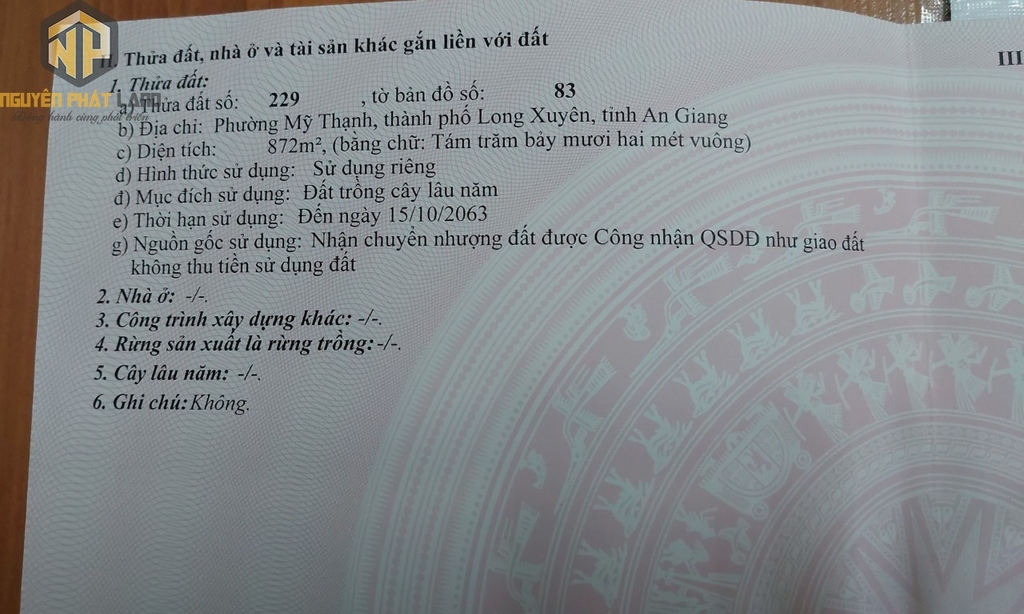 NP
NGUYÊN PHÁT LAND
Đồng hành cùng phát triển
II. Thửa đất, nhà ở và tài sản khác gắn liền với đất
III
1. Thửa đất:
a) Thửa đất số: 229 , tờ bản đồ số: 83
b) Địa chỉ: Phường Mỹ Thạnh, thành phố Long Xuyên, tỉnh An Giang
c) Diện tích: 872m², (bằng chữ: Tám trăm bảy mươi hai mét vuông)
d) Hình thức sử dụng: Sử dụng riêng
đ) Mục đích sử dụng: Đất trồng cây lâu năm
e) Thời hạn sử dụng: Đến ngày 15/10/2063
g) Nguồn gốc sử dụng: Nhận chuyển nhượng đất được Công nhận QSDĐ như giao đất
không thu tiền sử dụng đất
2. Nhà ở: -/-.
3. Công trình xây dựng khác: -/-.
4. Rừng sản xuất là rừng trồng: -/-.
5. Cây lâu năm: -/-.
6. Ghi chú: Không.